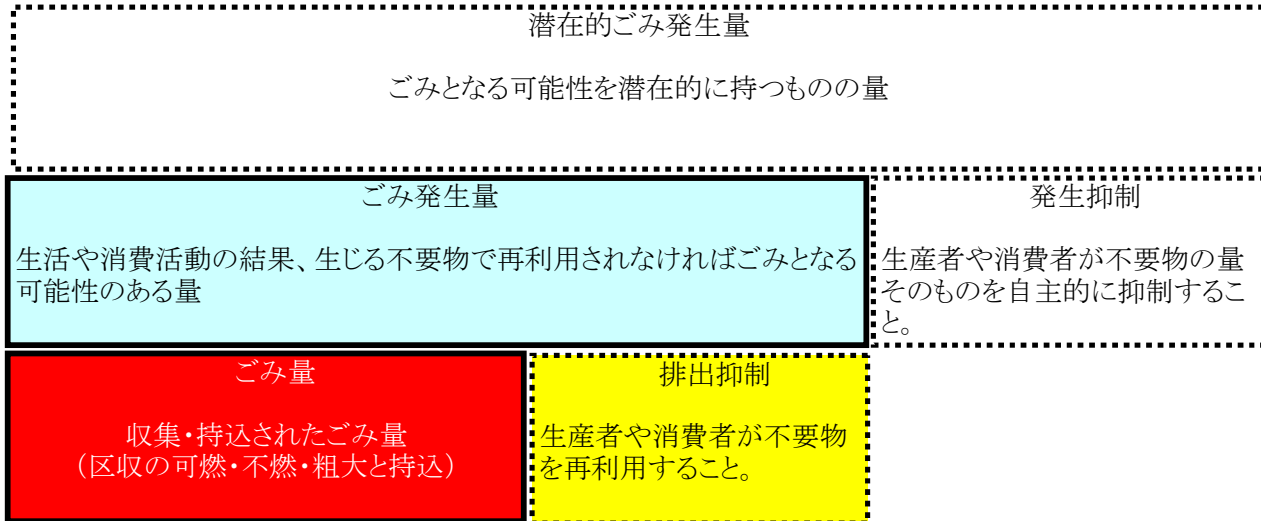 潜在的ごみ発生量
ごみとなる可能性を潜在的に持つものの量
ごみ発生量
生活や消費活動の結果、生じる不要物で再利用されなければごみとなる
可能性のある量
発生抑制
生産者や消費者が不要物の量
そのものを自主的に抑制するこ
と。
ごみ量
収集・持込されたごみ量
（区収の可燃・不燃・粗大と持込）
排出抑制
生産者や消費者が不要物
を再利用すること。